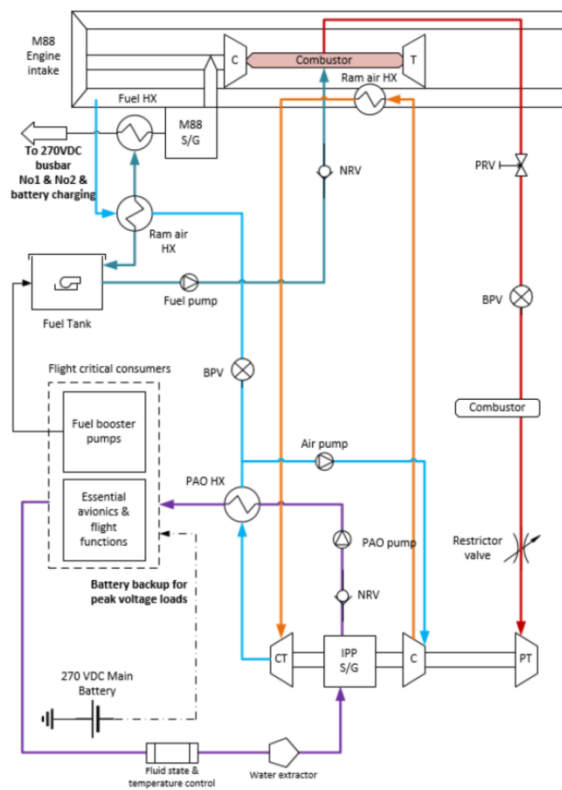 M88
Engine
intake
C
Combustor
T
Ram air HX
Fuel HX
M88
S/G
To 270VDC
busbar
No1 & No2 &
battery charging
NRV
PRV
Ram air
HX
Fuel Tank
Fuel pump
BPV
Flight critical consumers
BPV
Fuel booster
pumps
Combustor
Air pump
PAO HX
Essential
avionics &
flight
functions
PAO pump
Restrictor
valve
Battery backup for
peak voltage loads
NRV
CT
IPP
S/G
C
PT
270 VDC Main
Battery
Fluid state &
temperature control
Water extractor